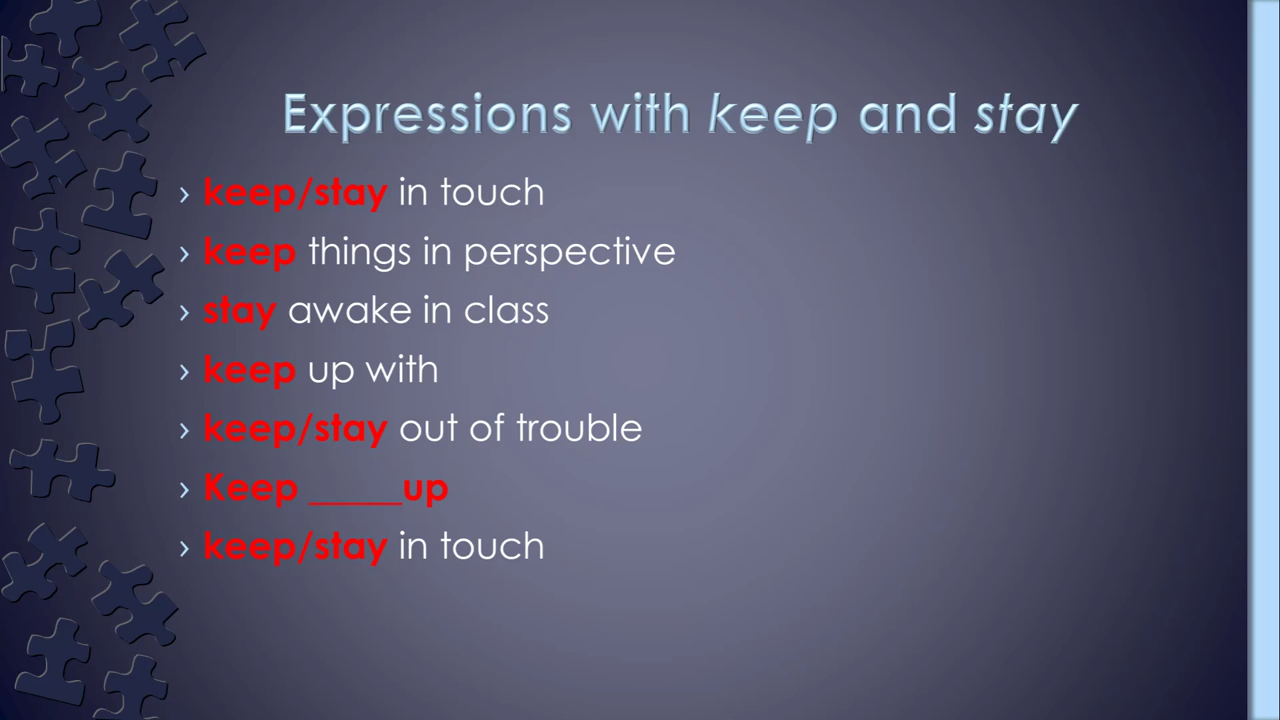 Expressions with keep and stay
› keep/stay in touch
› keep things in perspective
› stay awake in class
› keep up with
› keep/stay out of trouble
› Keep _____up
› keep/stay in touch